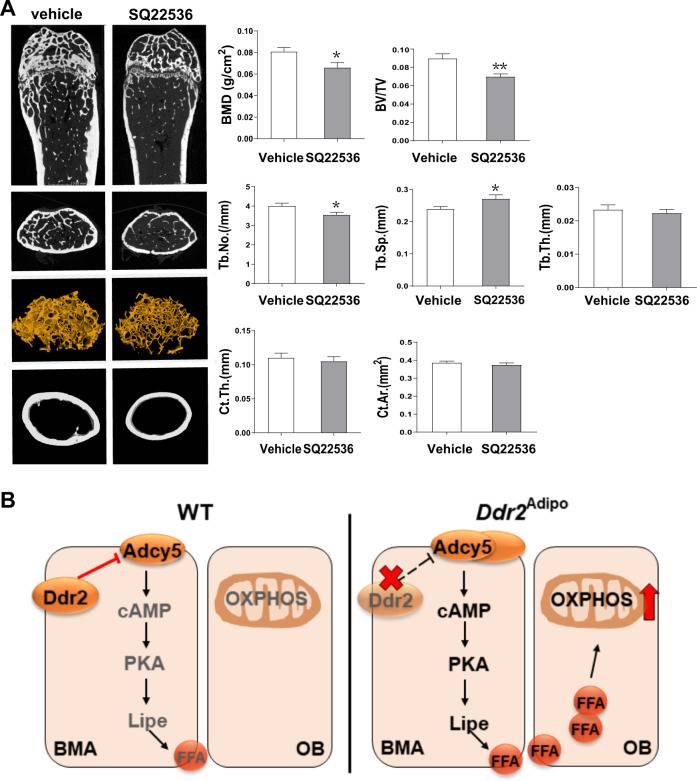 A
vehicle
SQ22536
BMD (g/cm2)
0.10
0.08
0.06
0.04
0.02
0.00
*
Vehicle SQ22536
BV/TV
0.10
0.08
0.06
0.04
0.02
0.00
**
Vehicle SQ22536
Tb.No.(/mm)
5
4
3
2
1
0
*
Vehicle SQ22536
Tb.Sp.(mm)
0.3
0.2
0.1
0.0
*
Vehicle SQ22536
Tb.Th.(mm)
0.03
0.02
0.01
0.00
Vehicle SQ22536
Ct.Th.(mm)
0.15
0.10
0.05
0.00
Vehicle SQ22536
Ct.Ar.(mm2)
0.5
0.4
0.3
0.2
0.1
0.0
Vehicle SQ22536
B
WT
Adcy5
Ddr2
cAMP
PKA
Lipe
FFA
BMA
OXPHOS
OB
Ddr2Adipo
Adcy5
Ddr2
cAMP
PKA
Lipe
FFA
BMA
OXPHOS
FFA
FFA
FFA
OB